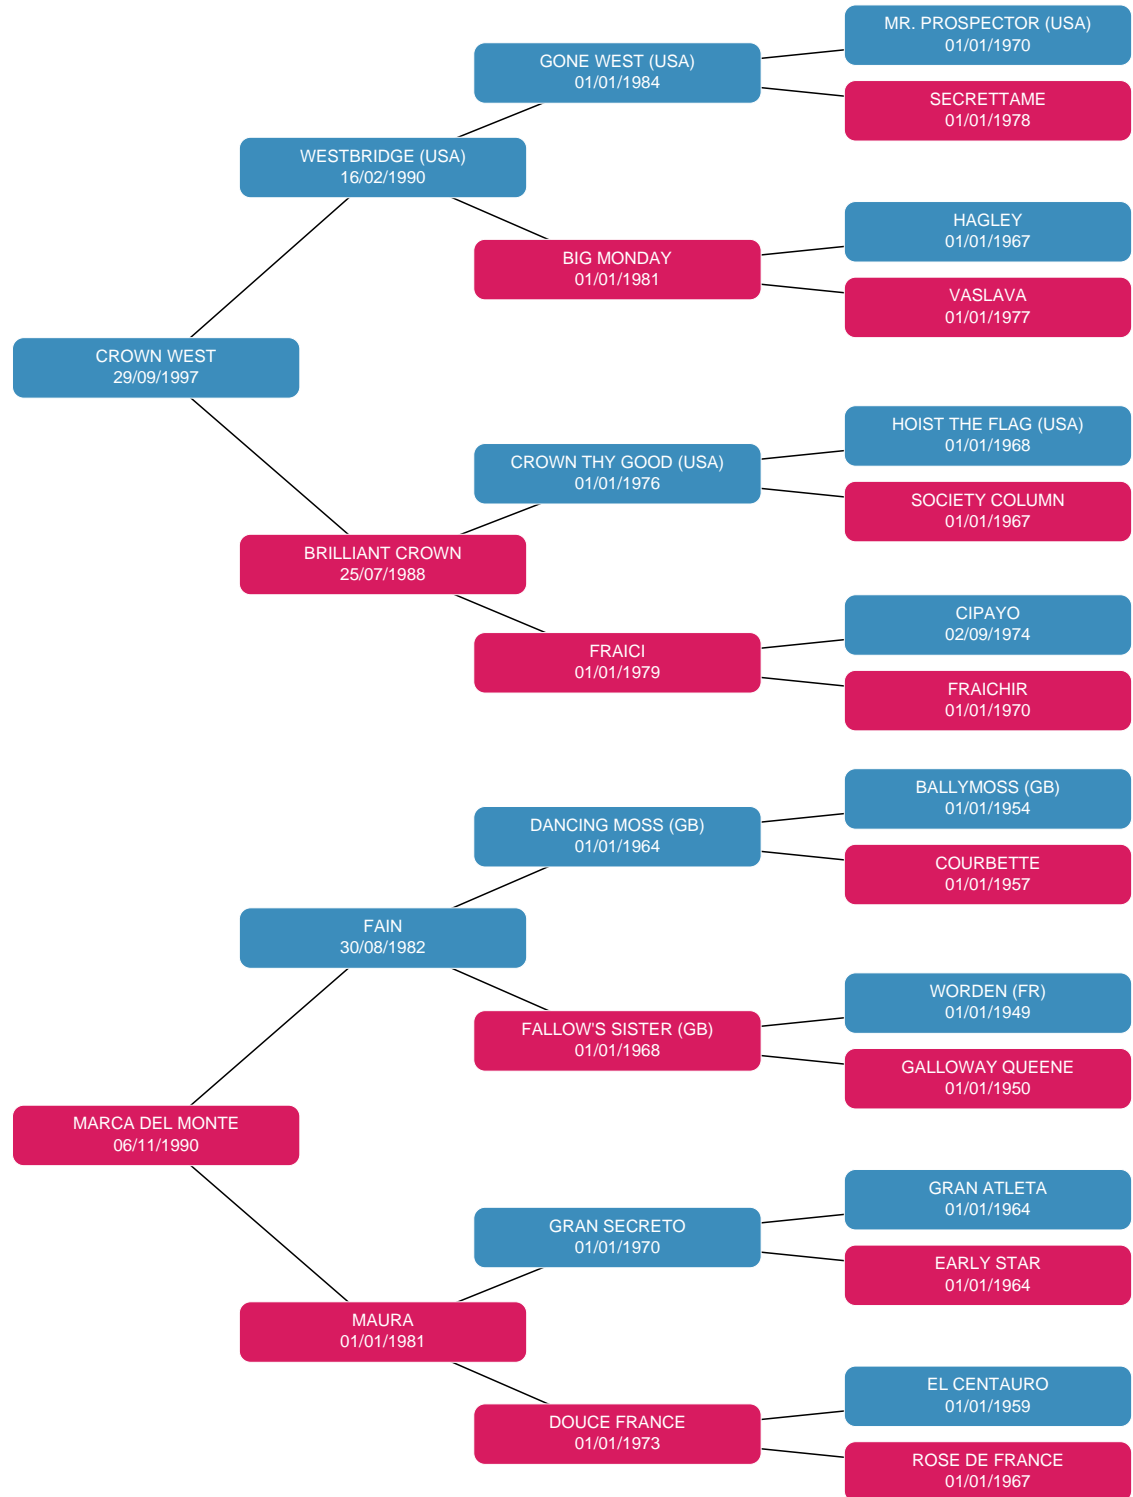 MR. PROSPECTOR (USA)
01/01/1970
GONE WEST (USA)
01/01/1984
SECRETTAME
01/01/1978
WESTBRIDGE (USA)
16/02/1990
HAGLEY
01/01/1967
BIG MONDAY
01/01/1981
VASLAVA
01/01/1977
CROWN WEST
29/09/1997
HOIST THE FLAG (USA)
01/01/1968
CROWN THY GOOD (USA)
01/01/1976
SOCIETY COLUMN
01/01/1967
BRILLIANT CROWN
25/07/1988
CIPAYO
02/09/1974
FRAICI
01/01/1979
FRAICHIR
01/01/1970
BALLYMOSS (GB)
01/01/1954
DANCING MOSS (GB)
01/01/1964
COURBETTE
01/01/1957
FAIN
30/08/1982
WORDEN (FR)
01/01/1949
FALLOW'S SISTER (GB)
01/01/1968
GALLOWAY QUEENE
01/01/1950
MARCA DEL MONTE
06/11/1990
GRAN ATLETA
01/01/1964
GRAN SECRETO
01/01/1970
EARLY STAR
01/01/1964
MAURA
01/01/1981
EL CENTAURO
01/01/1959
DOUCE FRANCE
01/01/1973
ROSE DE FRANCE
01/01/1967